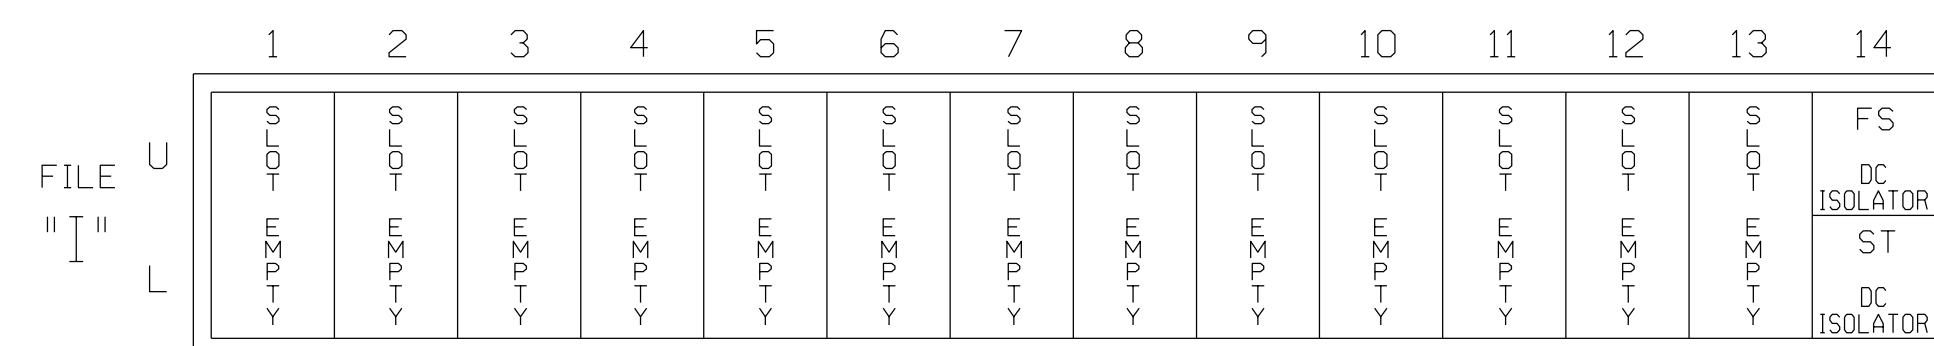 1 2 3 4 5 6 7 8 9 10 11 12 13 14
FILE
"I"
U
L
SLOT EMPTY
SLOT EMPTY
SLOT EMPTY
SLOT EMPTY
SLOT EMPTY
SLOT EMPTY
SLOT EMPTY
SLOT EMPTY
SLOT EMPTY
SLOT EMPTY
SLOT EMPTY
SLOT EMPTY
SLOT EMPTY
FS
DC
ISOLATOR
ST
DC
ISOLATOR